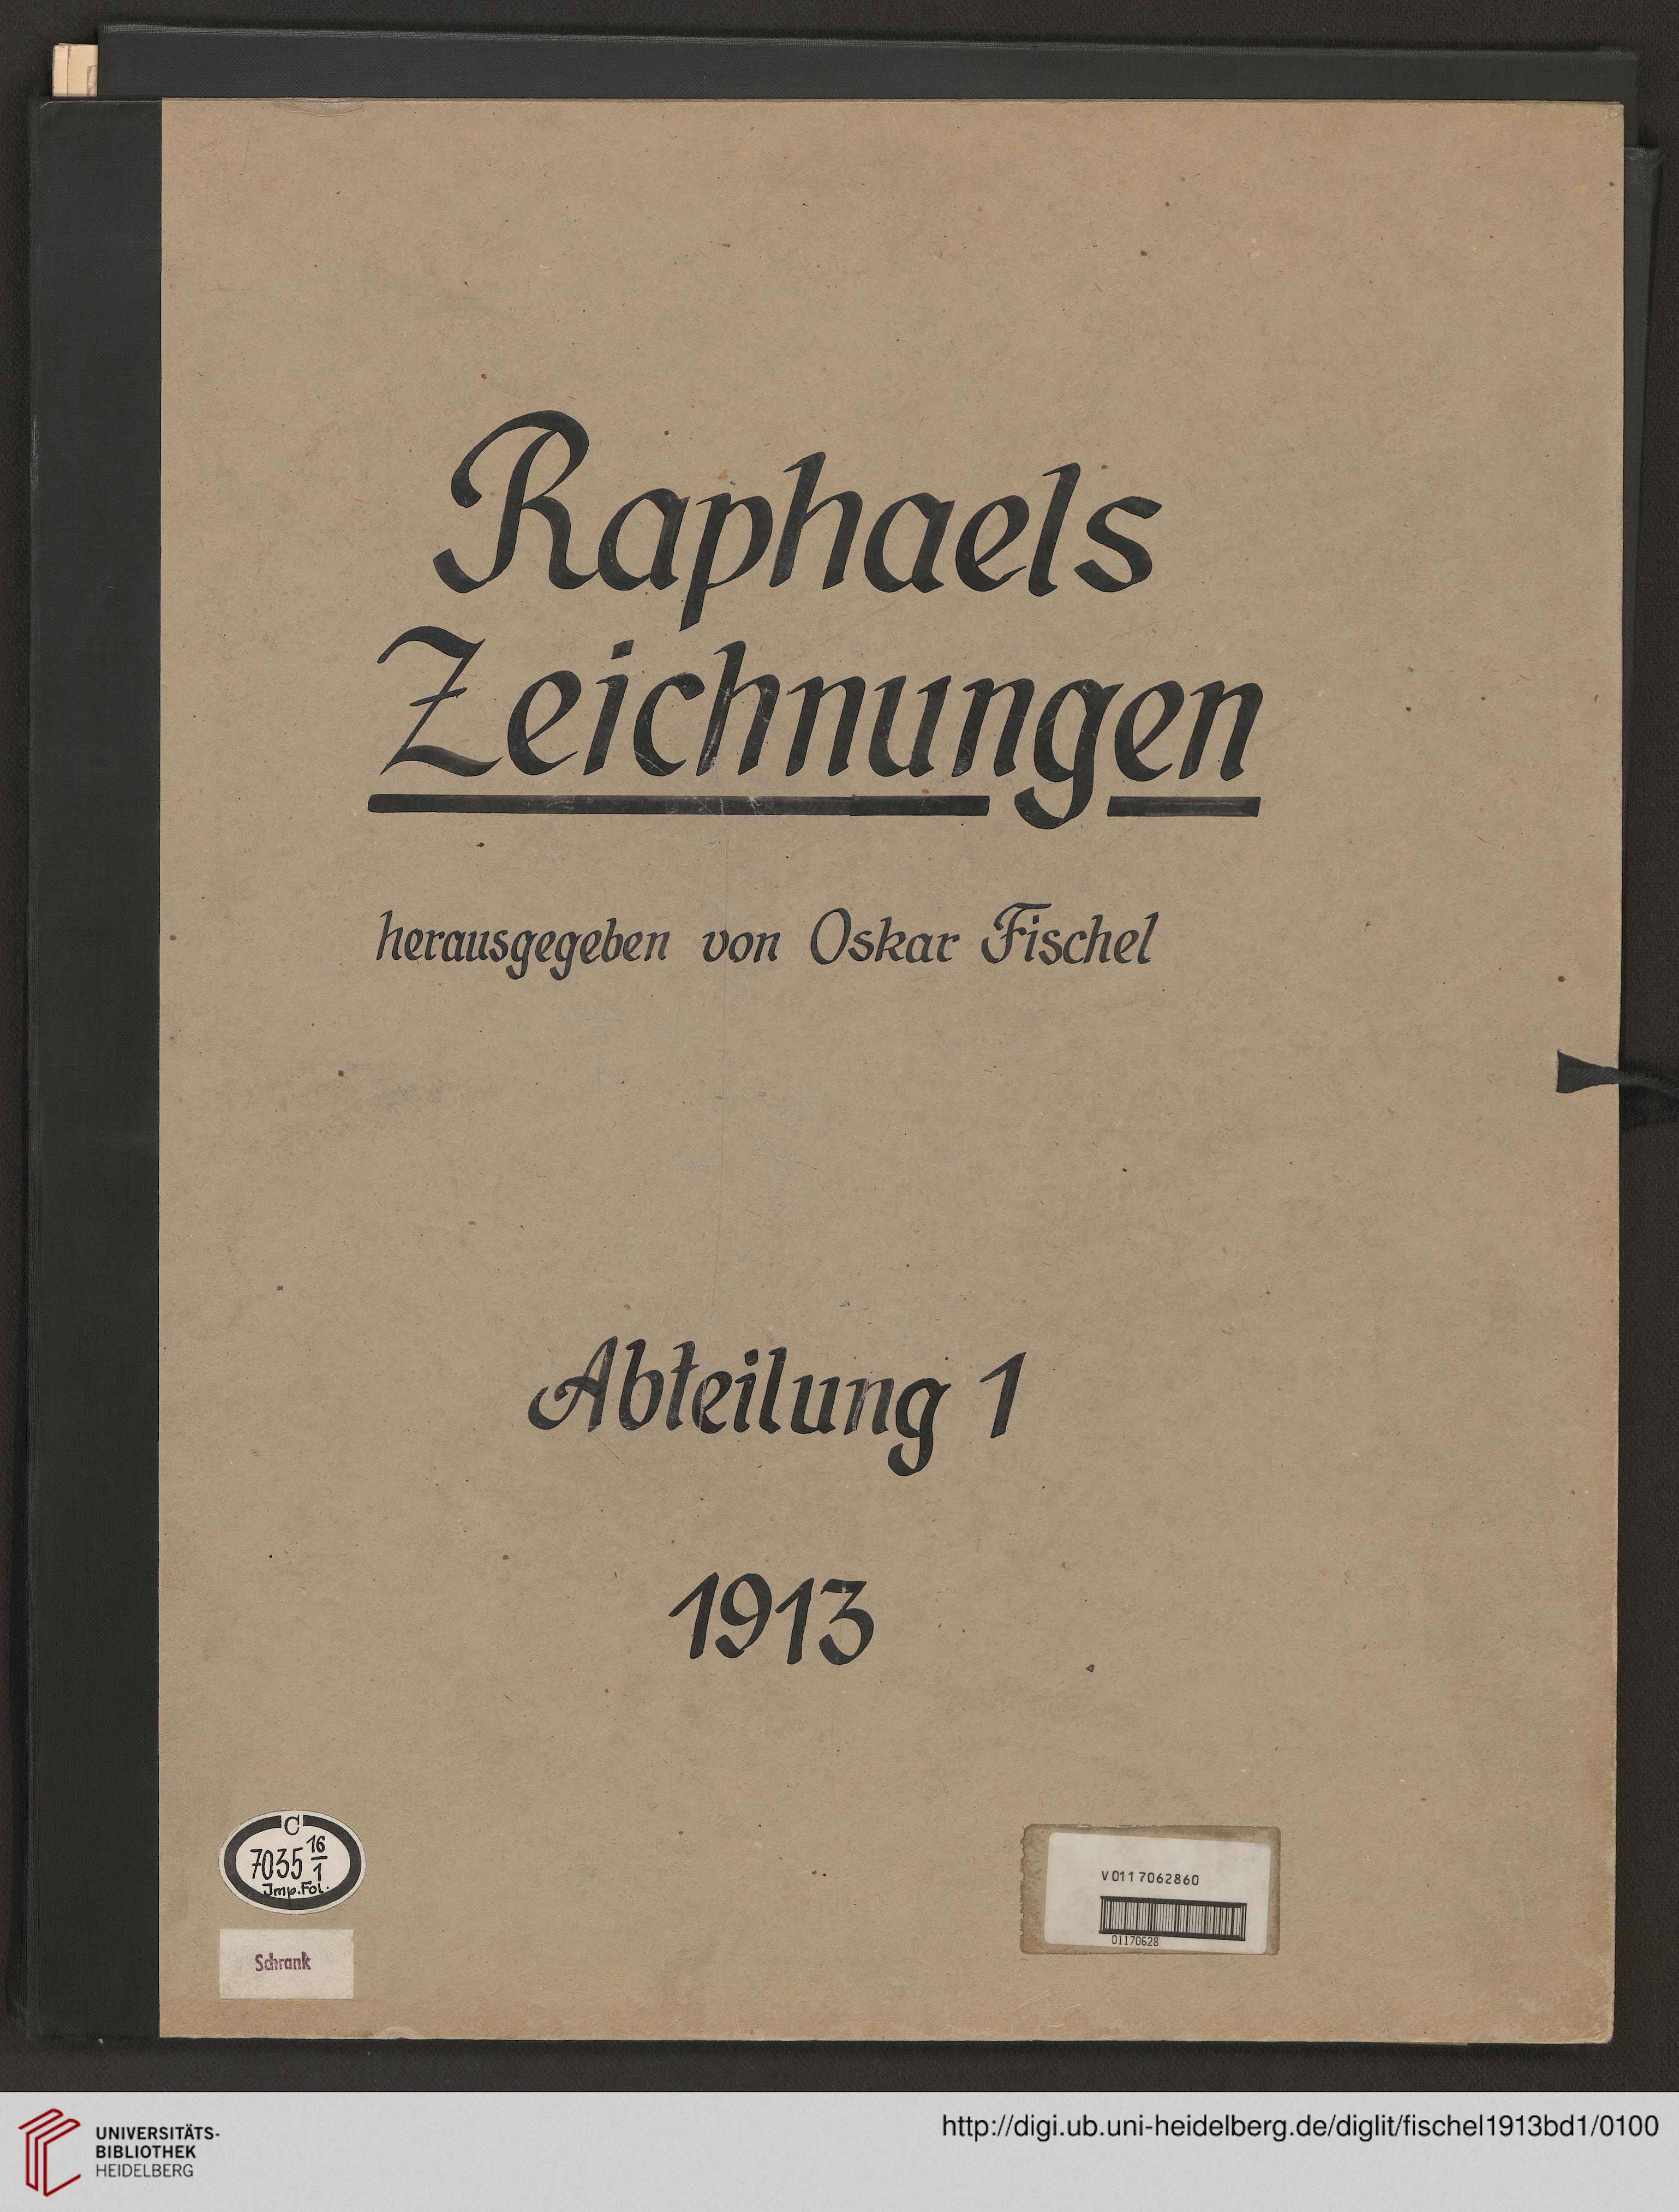 Raphaels
Zeichnungen
herausgegeben von Oskar Fischel
Abteilung 1
1913
C
7035 16/1
Imp. Fol.
Schrank
V0117062860
01170628
UNIVERSITÄTS-
BIBLIOTHEK
HEIDELBERG
http://digi.ub.uni-heidelberg.de/diglit/fischel1913bd1/0100